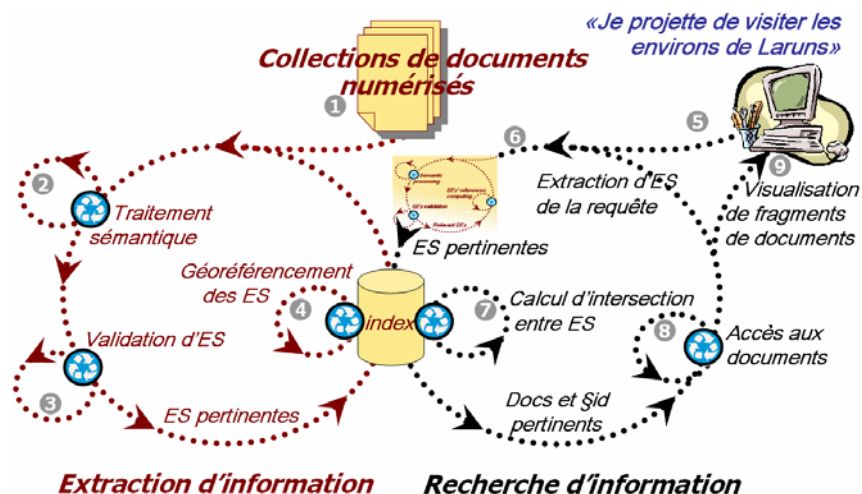 «Je projette de visiter les
environs de Laruns»
Collections de documents
numérisés
1
6
5
2
9
Extraction d'ES
de la requête
Visualisation
de fragments
de documents
Semantic
processing
Traitement
sémantique
ES pertinentes
Géoréférencement
des ES
4
index
7
Calcul d'intersection
entre ES
8
Accès aux
documents
Validation d'ES
3
ES pertinentes
Docs et §id
pertinents
Extraction d'information
Recherche d'information